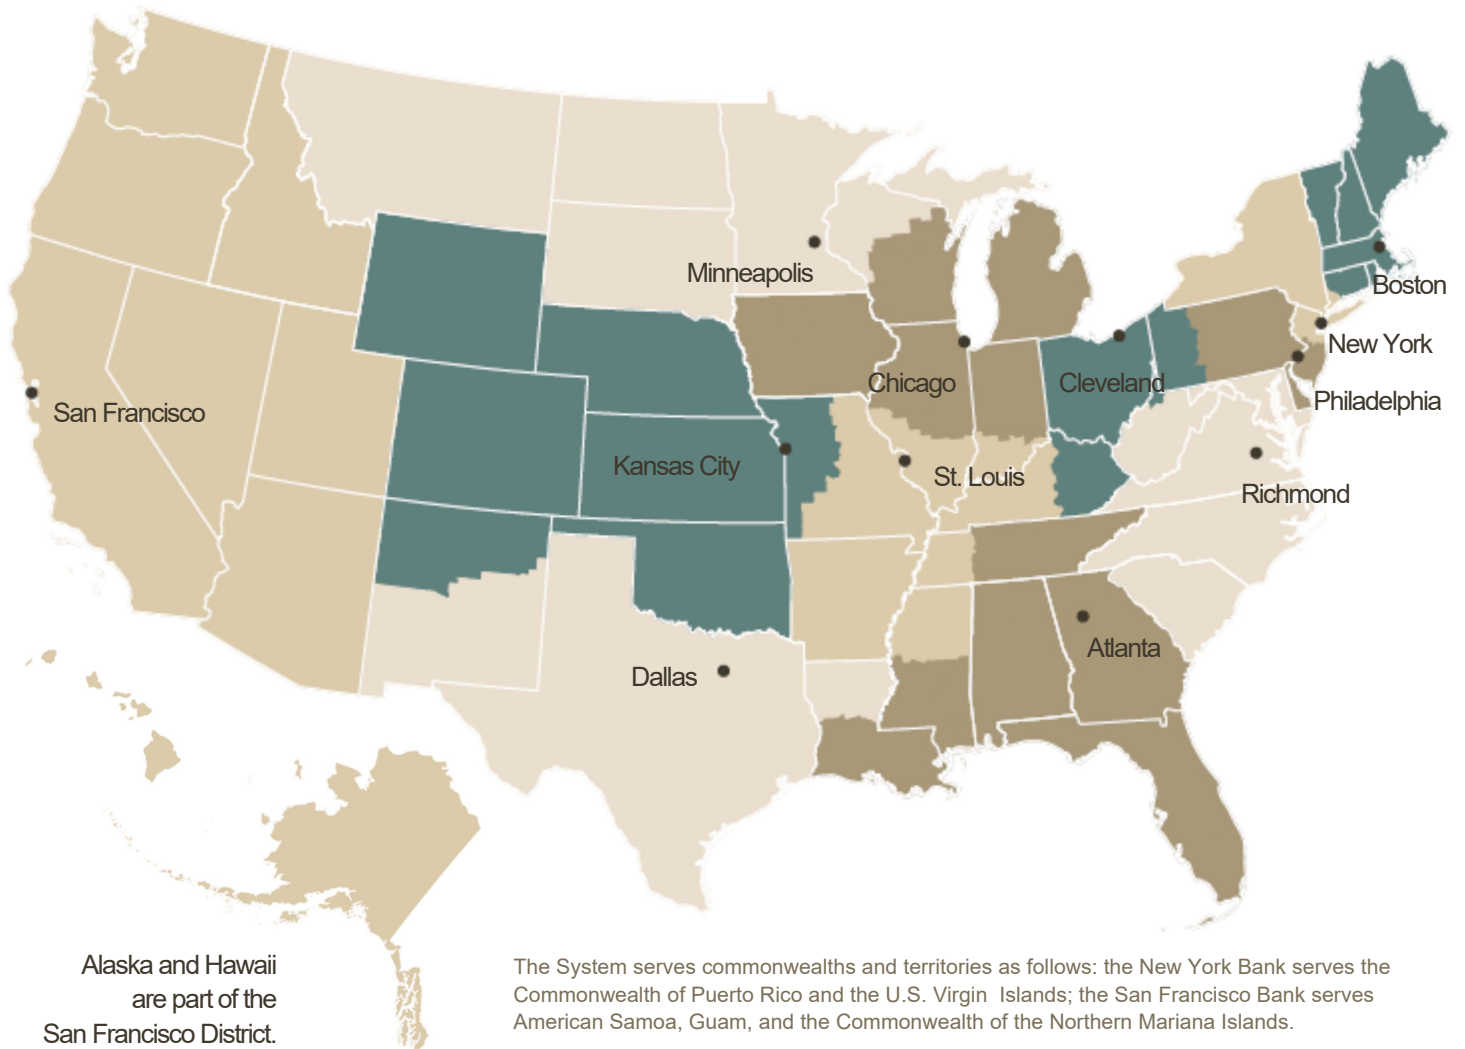 Minneapolis
Boston
New York
Chicago
Cleveland
Philadelphia
San Francisco
Kansas City
St. Louis
Richmond
Atlanta
Dallas
Alaska and Hawaii
are part of the
San Francisco District.
The System serves commonwealths and territories as follows: the New York Bank serves the
Commonwealth of Puerto Rico and the U.S. Virgin Islands; the San Francisco Bank serves
American Samoa, Guam, and the Commonwealth of the Northern Mariana Islands.